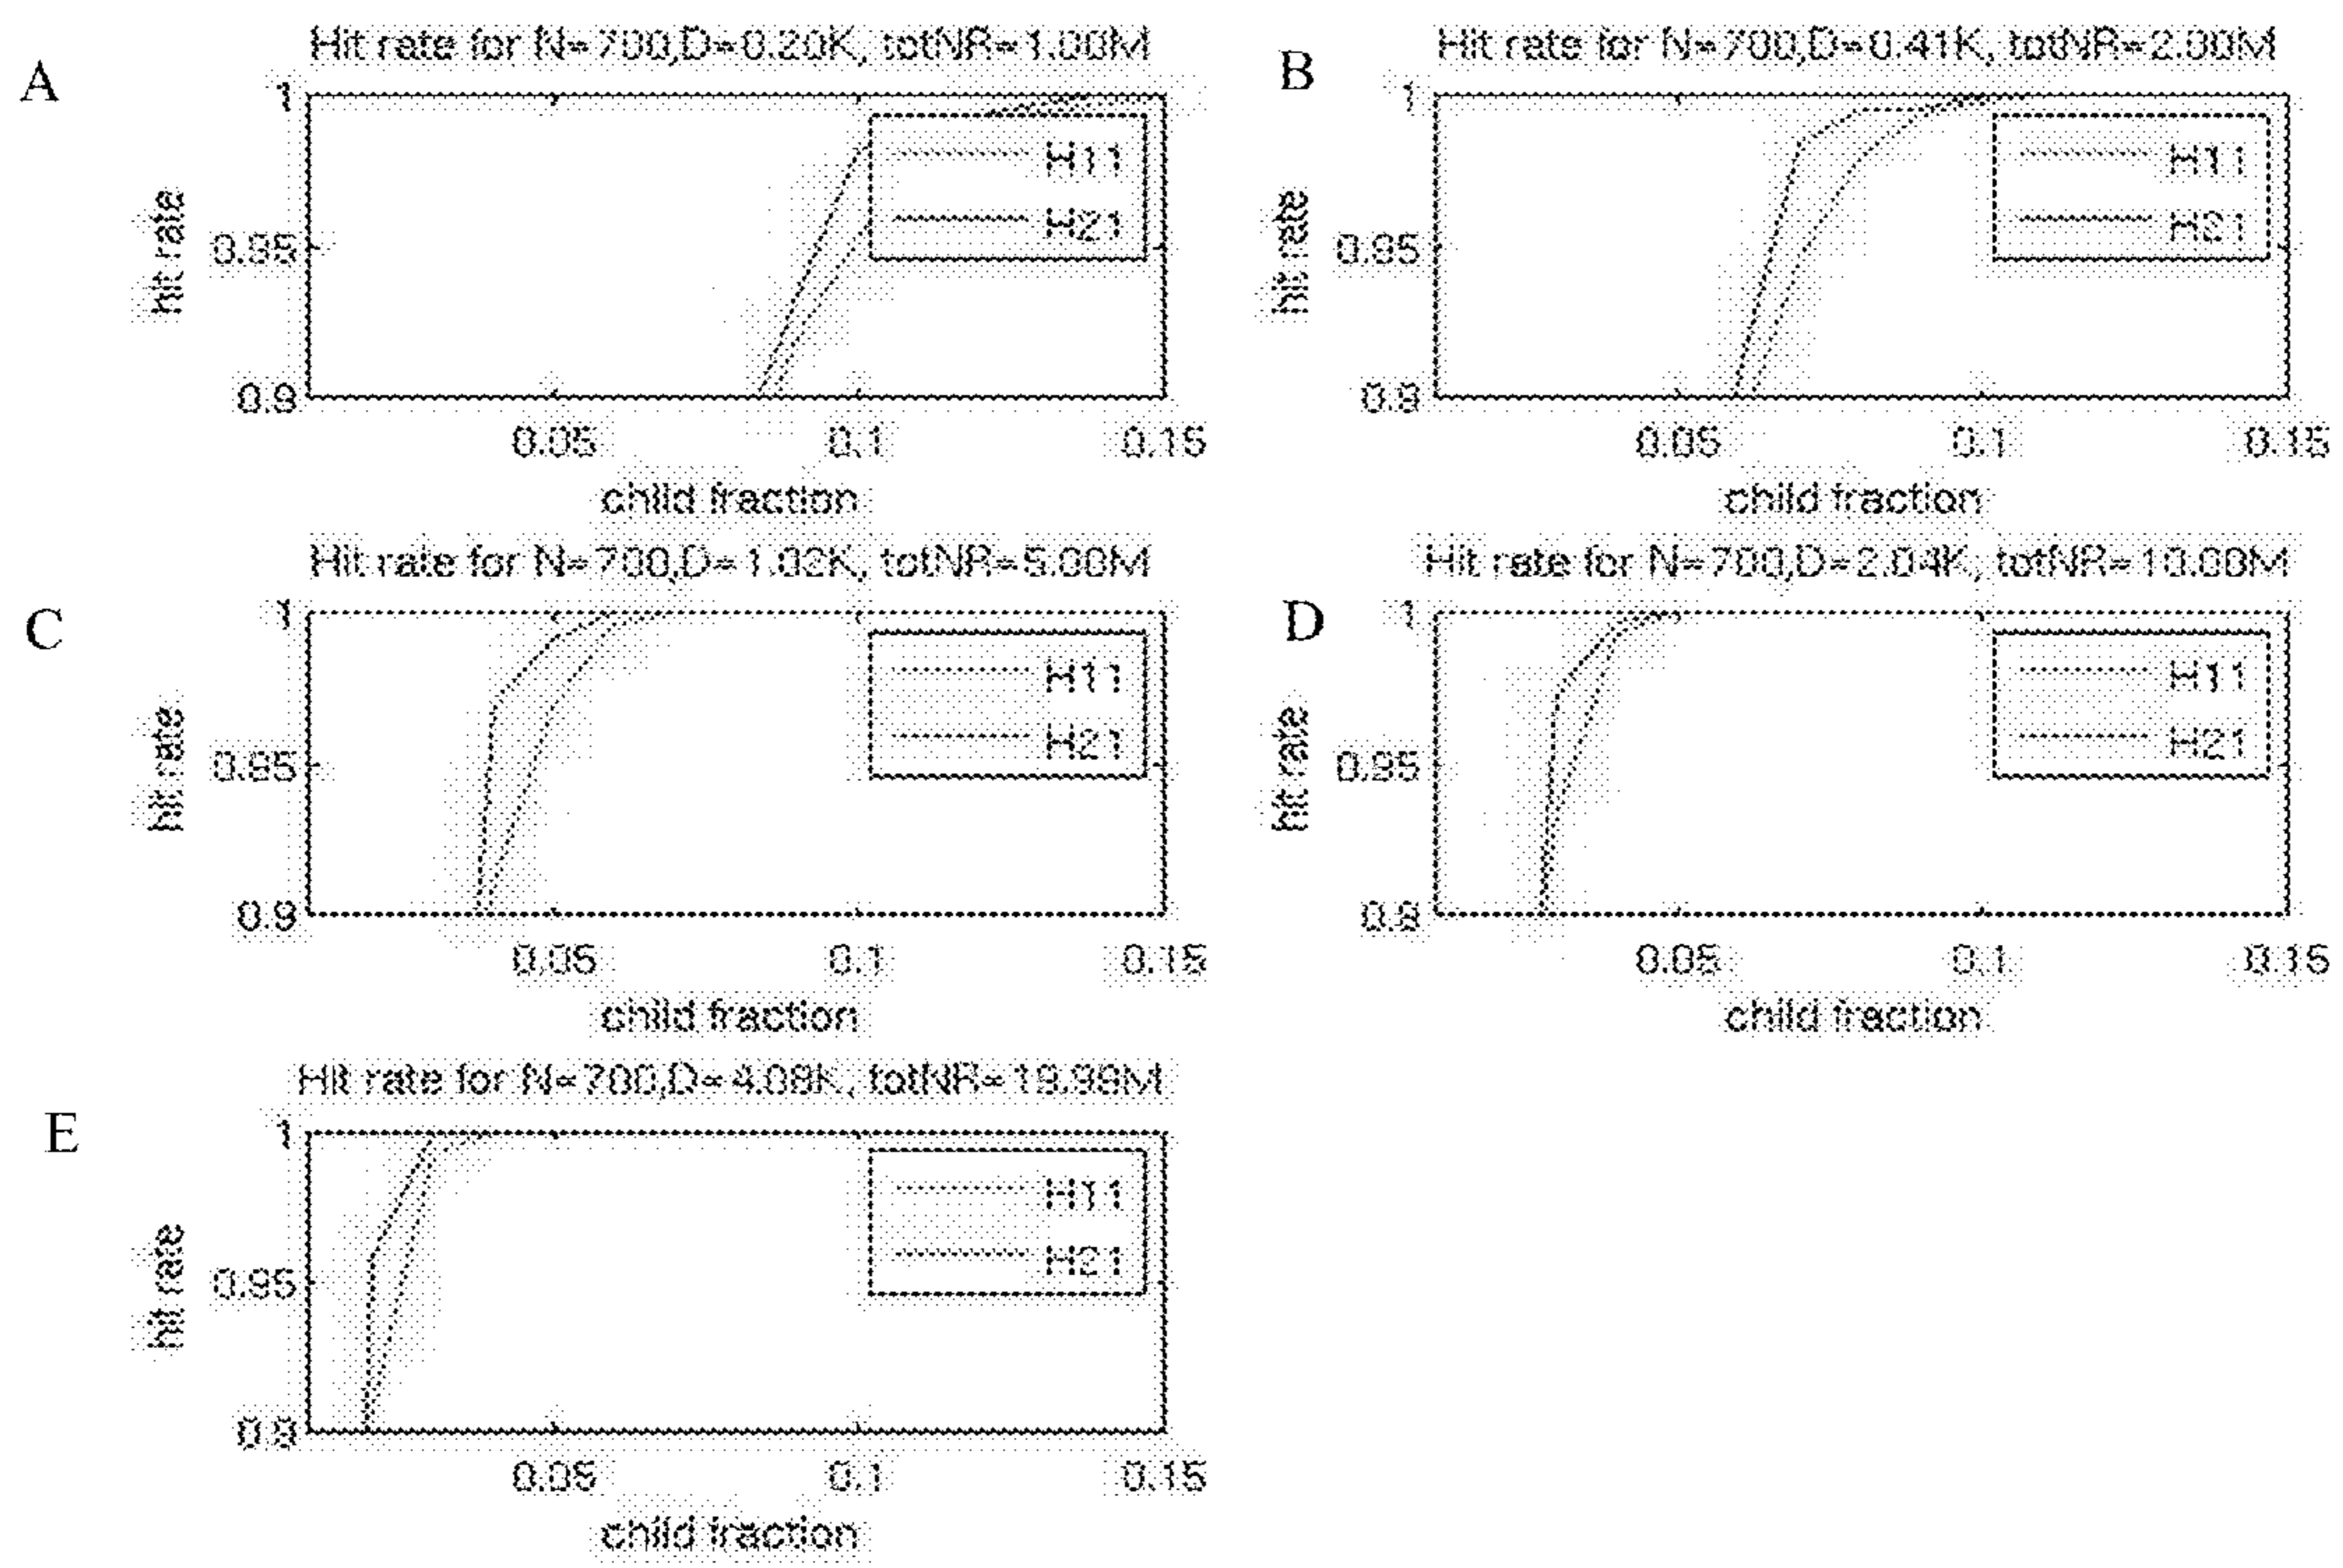 A
Hit rate for N=700,D=0.20K, totNR=1.00M
1
0.95
0.9
hit rate
H11
H21
0.05 0.1 0.15
child fraction
B
Hit rate for N=700,D=0.41K, totNR=2.00M
1
0.95
0.9
hit rate
H11
H21
0.05 0.1 0.15
child fraction
C
Hit rate for N=700,D=1.02K, totNR=5.00M
1
0.95
0.9
hit rate
H11
H21
0.05 0.1 0.15
child fraction
D
Hit rate for N=700,D=2.04K, totNR=10.00M
1
0.95
0.9
hit rate
H11
H21
0.05 0.1 0.15
child fraction
E
Hit rate for N=700,D=4.08K, totNR=19.99M
1
0.95
0.9
hit rate
H11
H21
0.05 0.1 0.15
child fraction